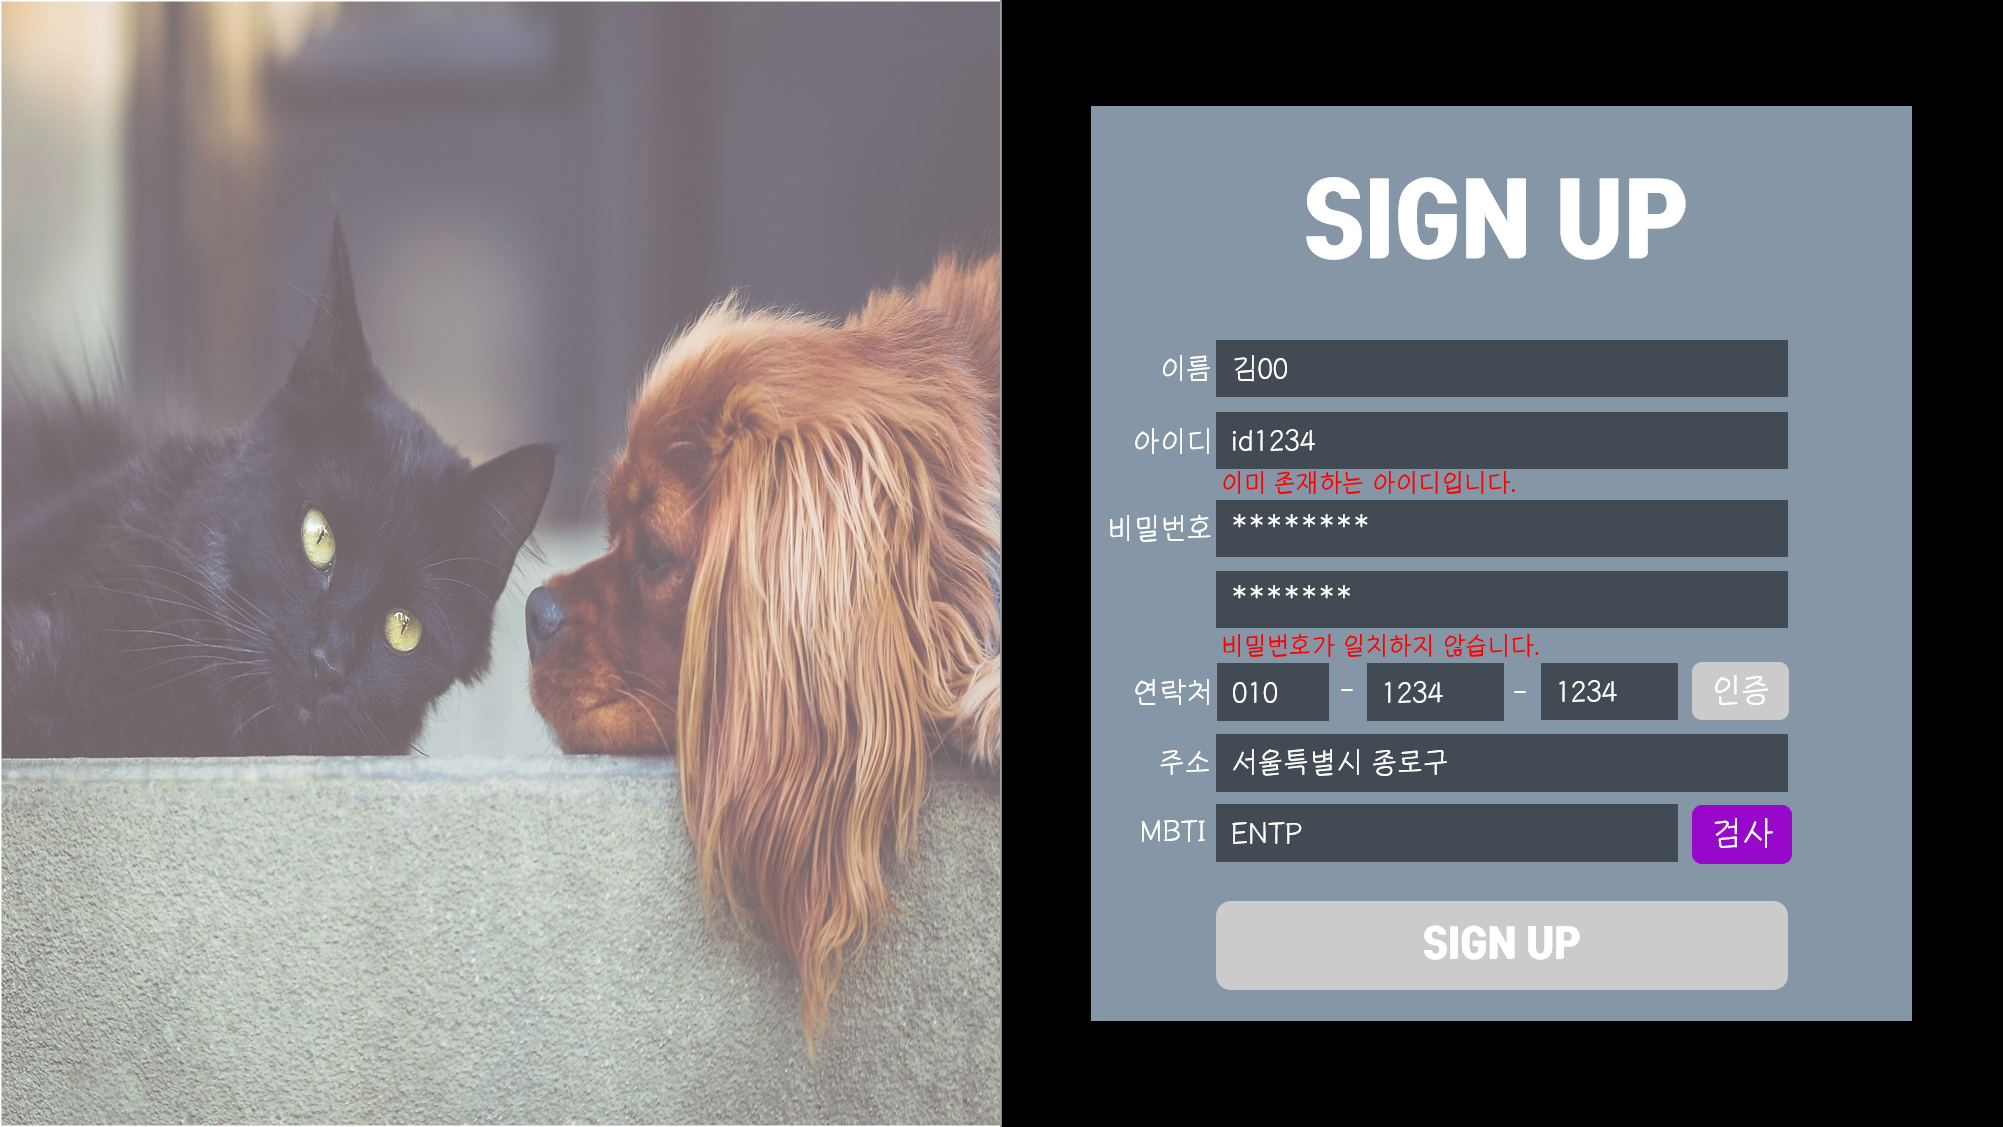 SIGN UP
이름 김00
아이디 id1234
이미 존재하는 아이디입니다.
비밀번호 ********
*******
비밀번호가 일치하지 않습니다.
연락처 010 - 1234 - 1234 인증
주소 서울특별시 종로구
MBTI ENTP 검사
SIGN UP